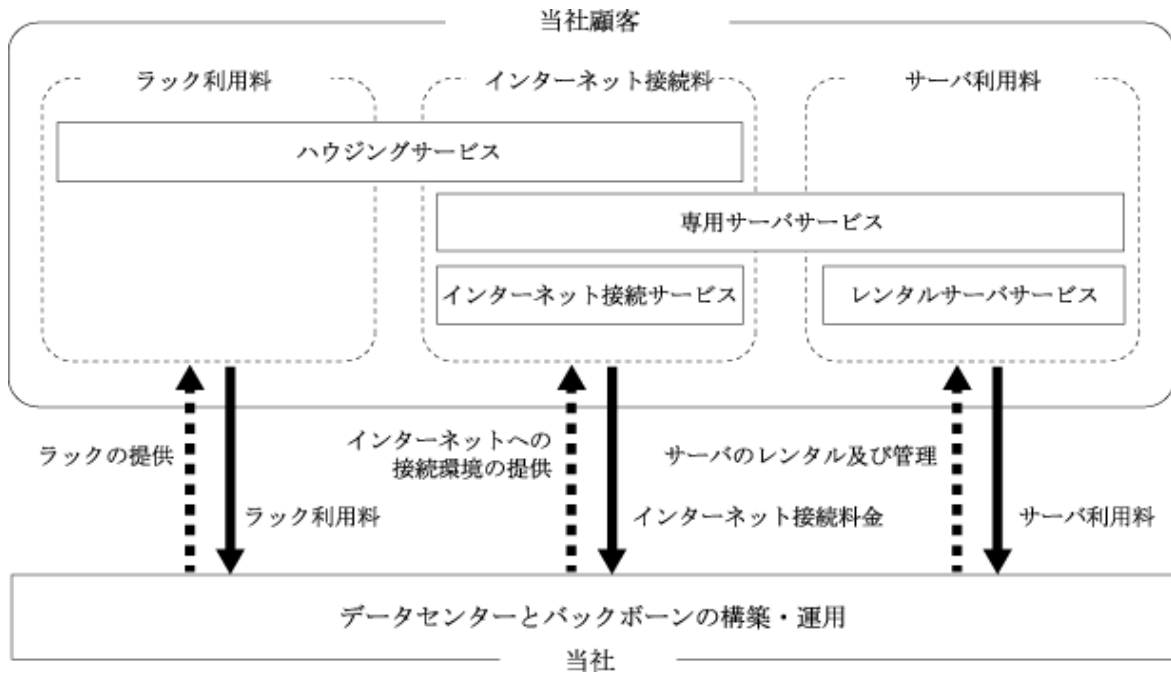 当社顧客
ラック利用料
インターネット接続料
サーバ利用料
ハウジングサービス
専用サーバサービス
インターネット接続サービス
レンタルサーバサービス
ラックの提供
ラック利用料
インターネットへの
接続環境の提供
インターネット接続料金
サーバのレンタル及び管理
サーバ利用料
データセンターとバックボーンの構築・運用
当社